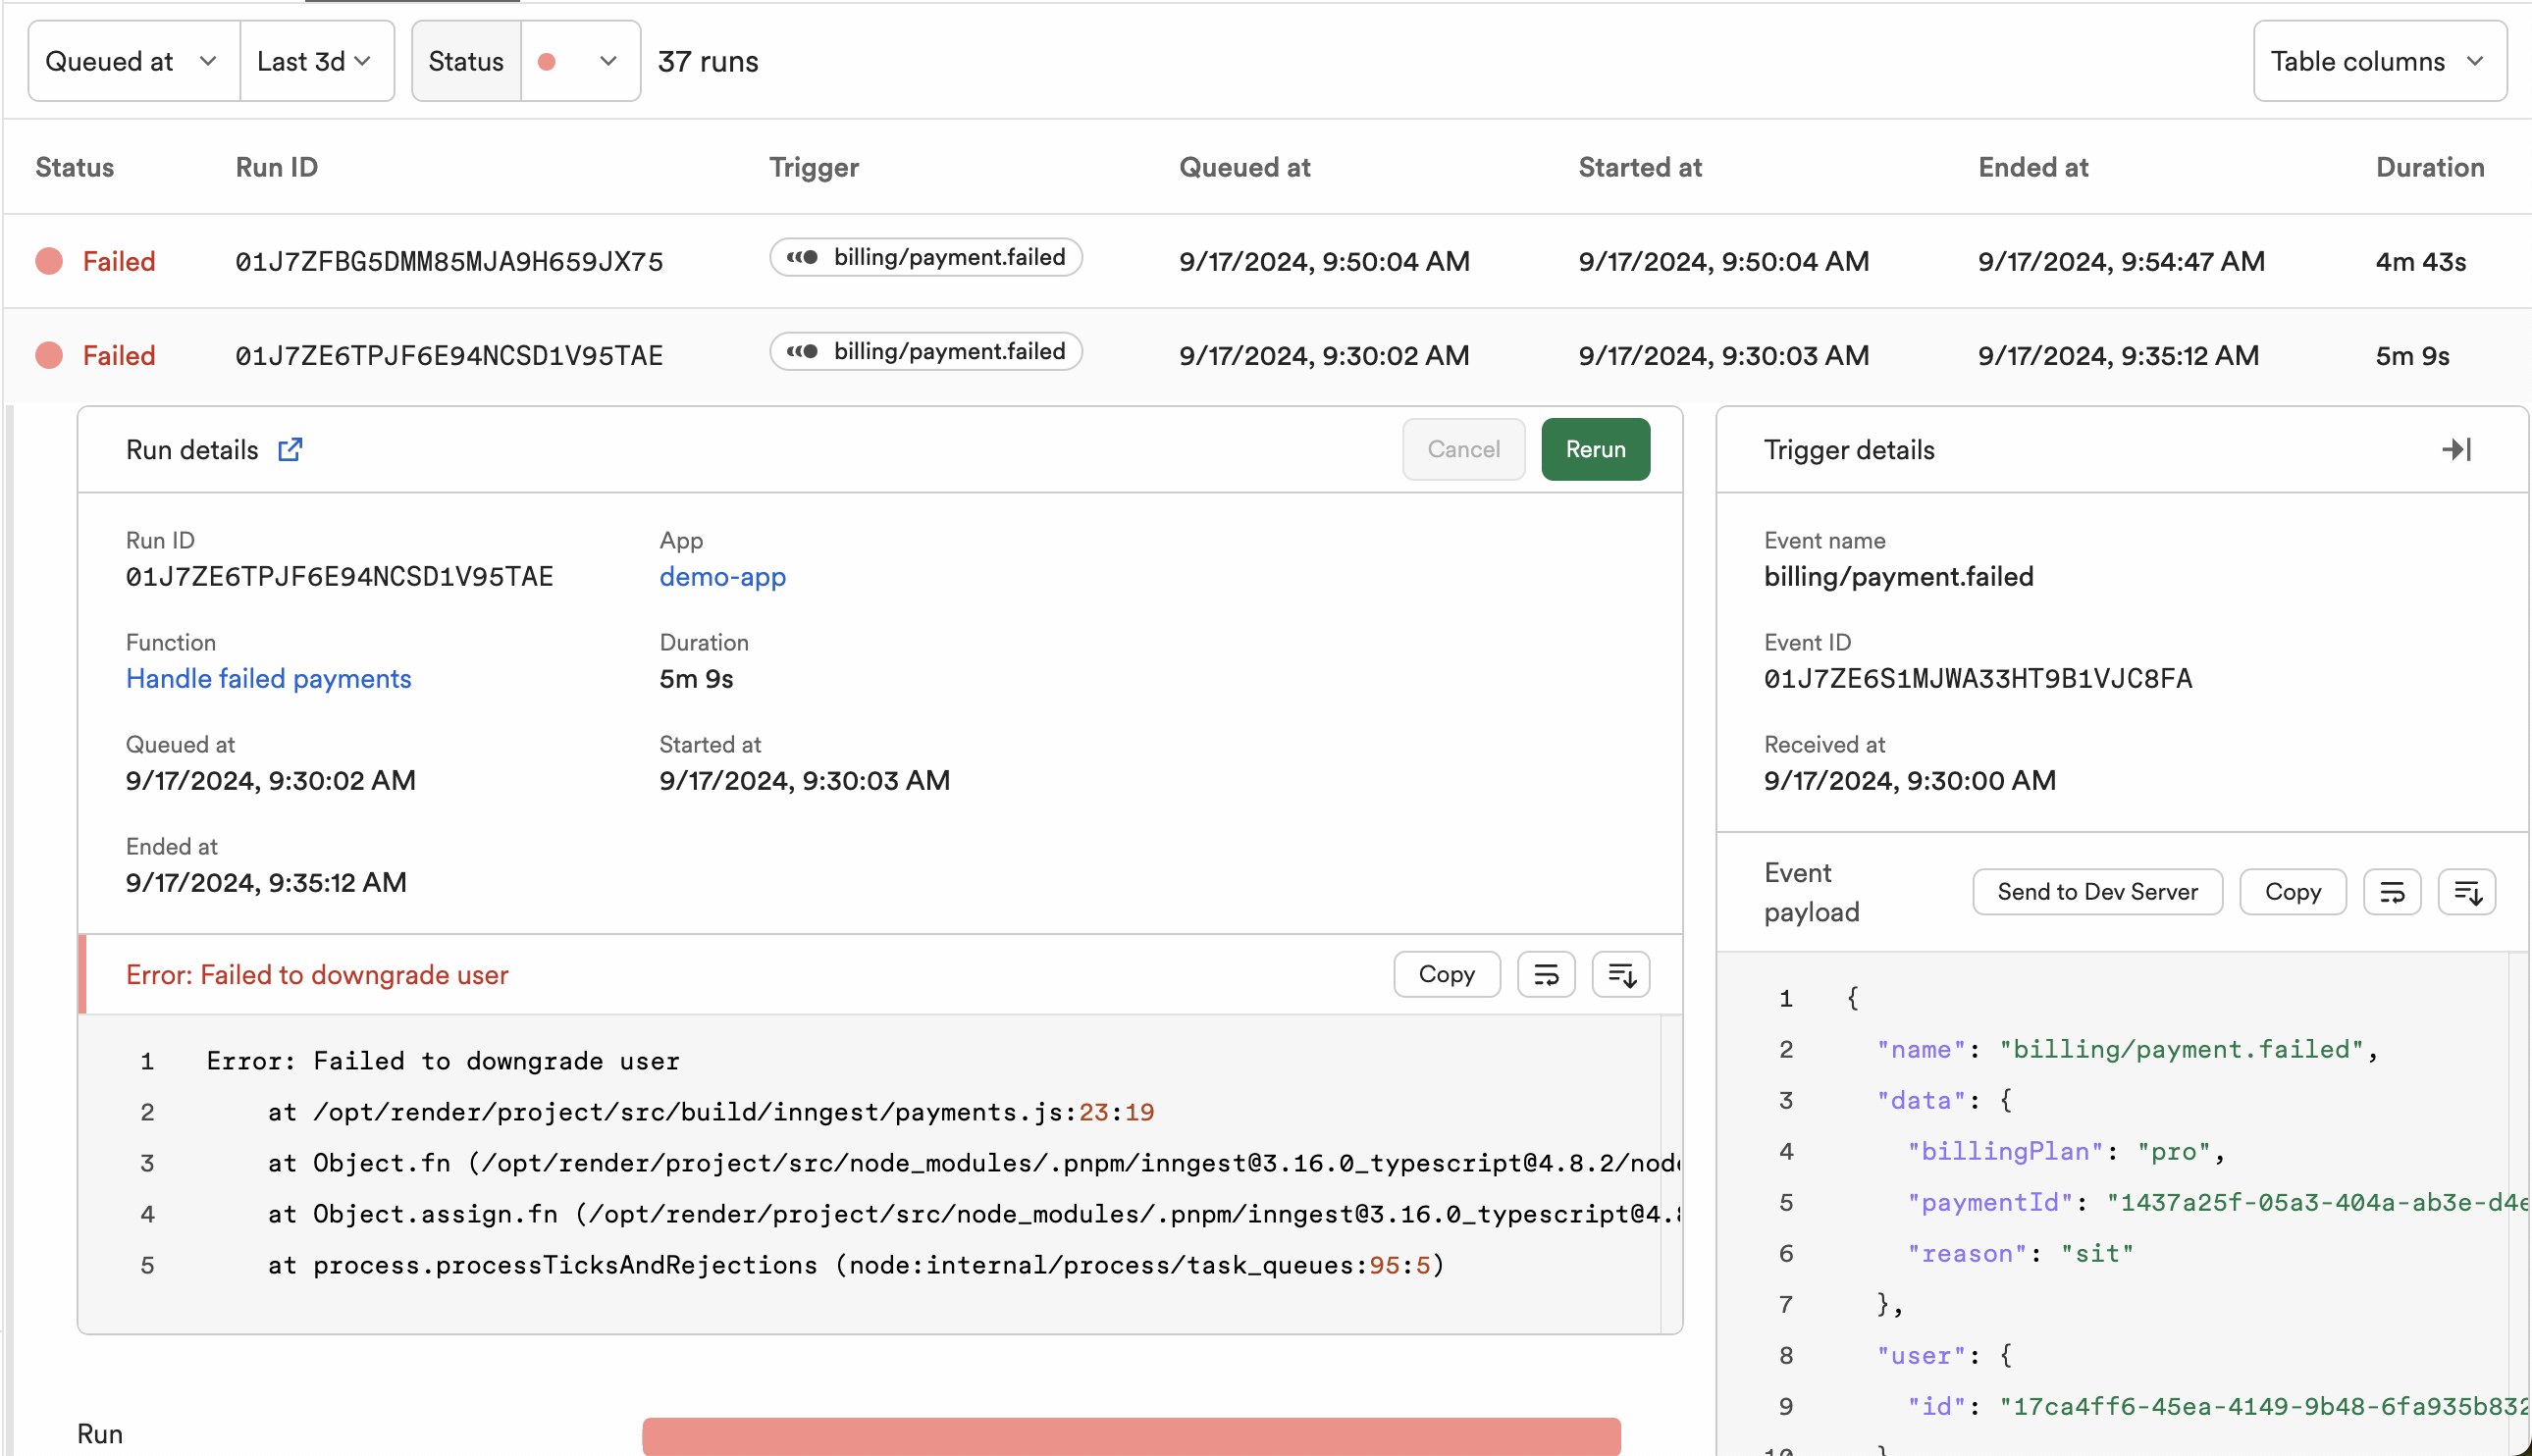 Queued at Last 3d Status 37 runs Table columns
Status Run ID Trigger Queued at Started at Ended at Duration
Failed 01J7ZFBG5DMM85MJA9H659JX75 billing/payment.failed 9/17/2024, 9:50:04 AM 9/17/2024, 9:50:04 AM 9/17/2024, 9:54:47 AM 4m 43s
Failed 01J7ZE6TPJF6E94NCSD1V95TAE billing/payment.failed 9/17/2024, 9:30:02 AM 9/17/2024, 9:30:03 AM 9/17/2024, 9:35:12 AM 5m 9s
Run details Cancel Rerun
Run ID App
01J7ZE6TPJF6E94NCSD1V95TAE demo-app
Function Duration
Handle failed payments 5m 9s
Queued at Started at
9/17/2024, 9:30:02 AM 9/17/2024, 9:30:03 AM
Ended at
9/17/2024, 9:35:12 AM
Error: Failed to downgrade user Copy
1 Error: Failed to downgrade user
2 at /opt/render/project/src/build/inngest/payments.js:23:19
3 at Object.fn (/opt/render/project/src/node_modules/.pnpm/inngest@3.16.0_typescript@4.8.2/nod
4 at Object.assign.fn (/opt/render/project/src/node_modules/.pnpm/inngest@3.16.0_typescript@4.
5 at process.processTicksAndRejections (node:internal/process/task_queues:95:5)
Run
Trigger details
Event name
billing/payment.failed
Event ID
01J7ZE6S1MJWA33HT9B1VJC8FA
Received at
9/17/2024, 9:30:00 AM
Event
payload Send to Dev Server Copy
1 {
2 "name": "billing/payment.failed",
3 "data": {
4 "billingPlan": "pro",
5 "paymentId": "1437a25f-05a3-404a-ab3e-d4e
6 "reason": "sit"
7 },
8 "user": {
9 "id": "17ca4ff6-45ea-4149-9b48-6fa935b832